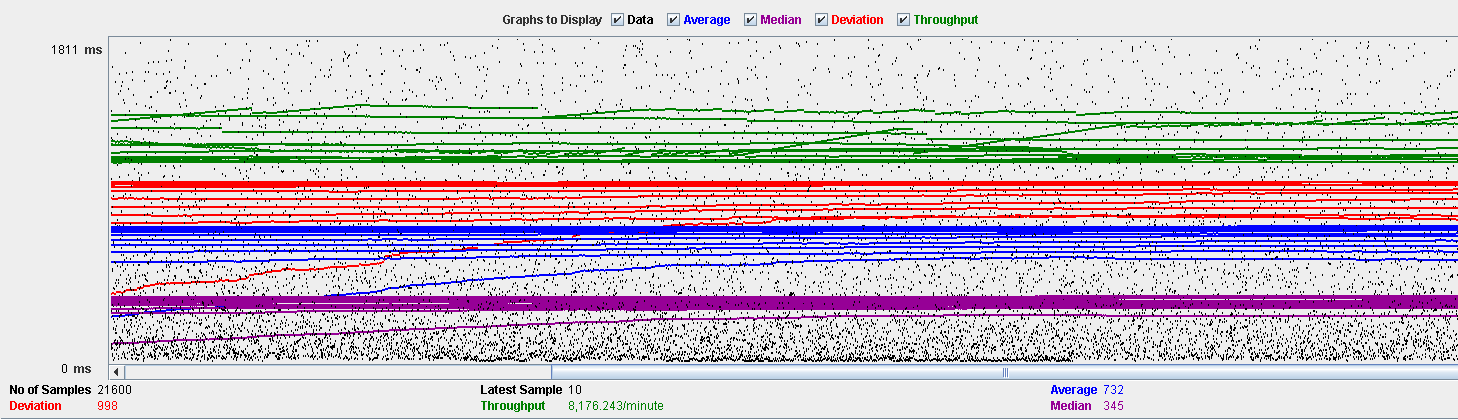 Graphs to Display Data Average Median Deviation Throughput
1811 ms
0 ms
No of Samples 21600 Latest Sample 10 Average 732
Deviation 998 Throughput 8,176.243/minute Median 345